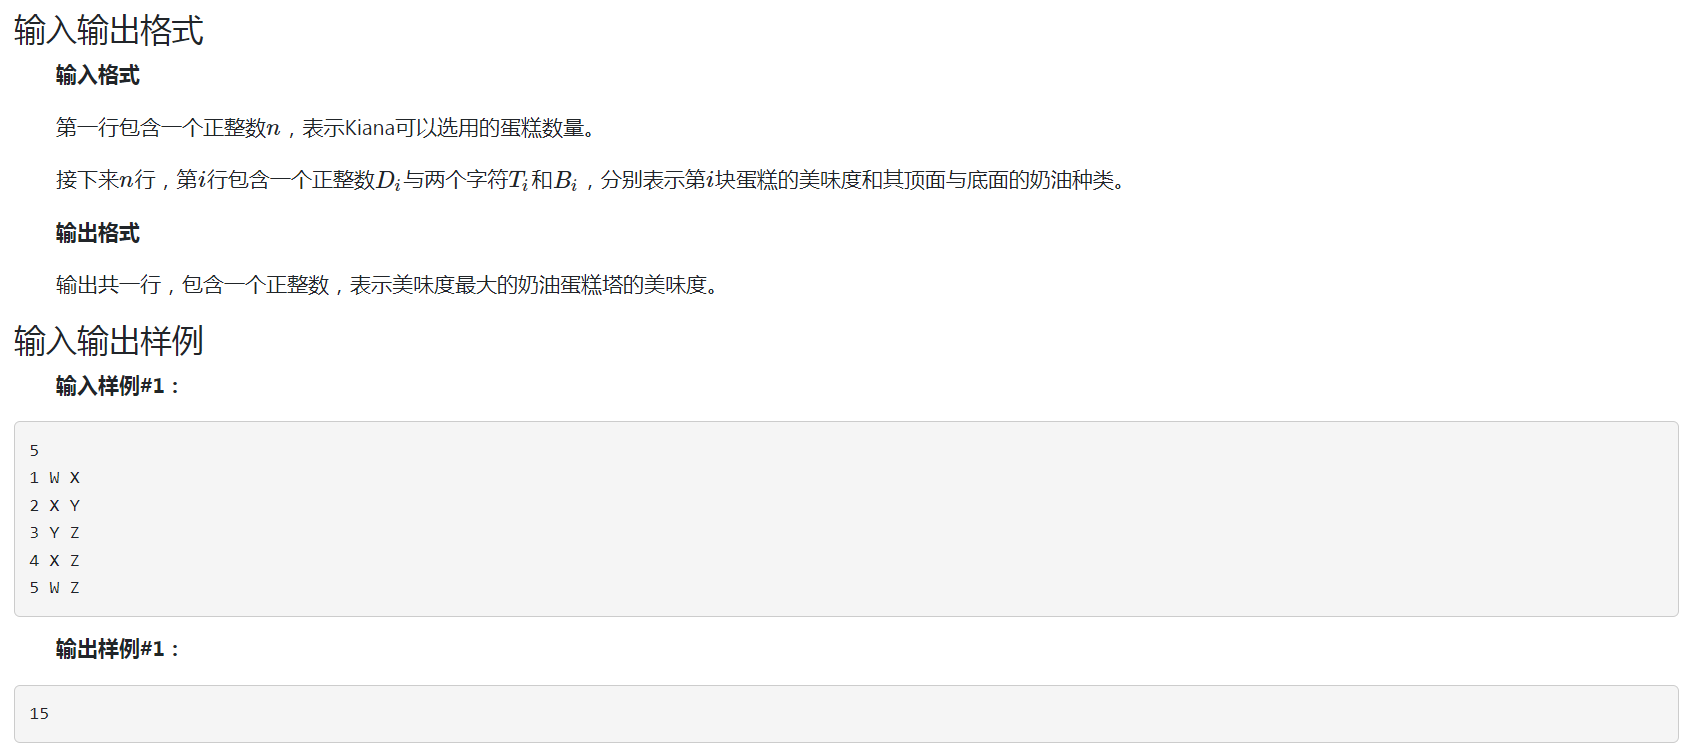 输入输出格式
输入格式
第一行包含一个正整数n，表示Kiana可以选用的蛋糕数量。
接下来n行，第i行包含一个正整数Di与两个字符Ti和Bi，分别表示第i块蛋糕的美味度和其顶面与底面的奶油种类。
输出格式
输出共一行，包含一个正整数，表示美味度最大的奶油蛋糕塔的美味度。
输入输出样例
输入样例#1：
5
1 W X
2 X Y
3 Y Z
4 X Z
5 W Z
输出样例#1：
15